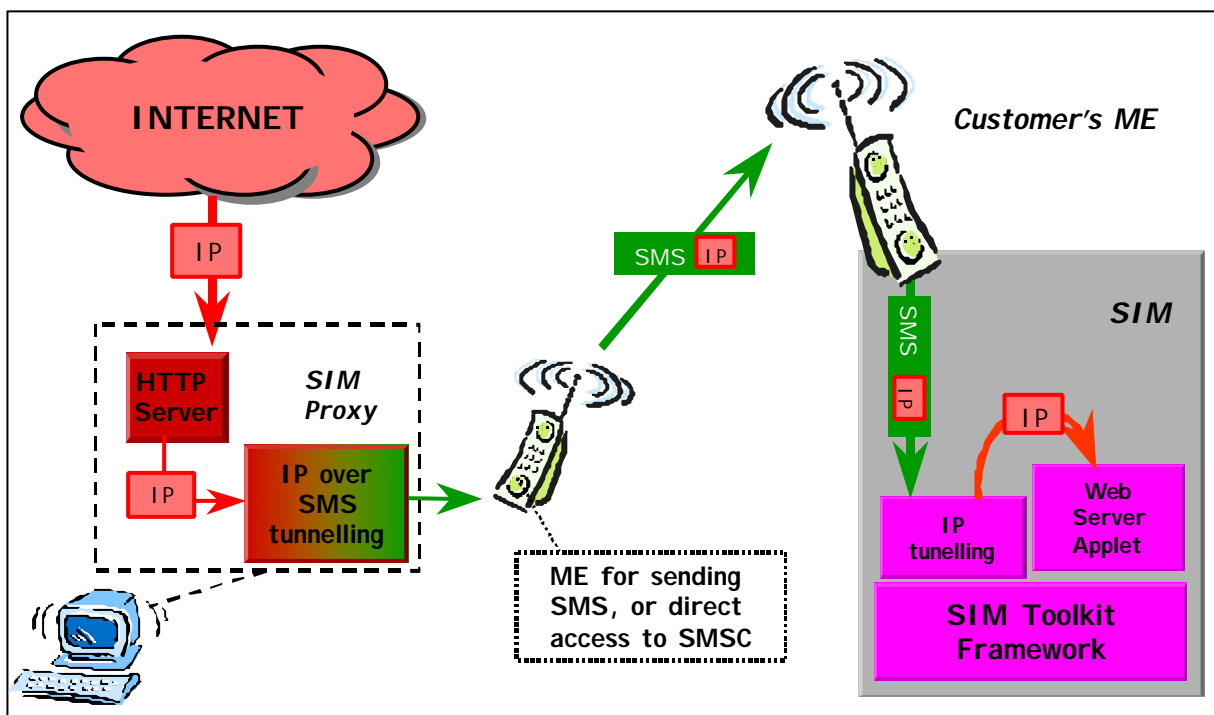 INTERNET
IP
HTTP
Server
SIM
Proxy
IP
IP over
SMS
tunnelling
ME for sending
SMS, or direct
access to SMSC
SMS IP
Customer's ME
SIM
SMS IP
IP
IP
tunelling
Web
Server
Applet
SIM Toolkit
Framework